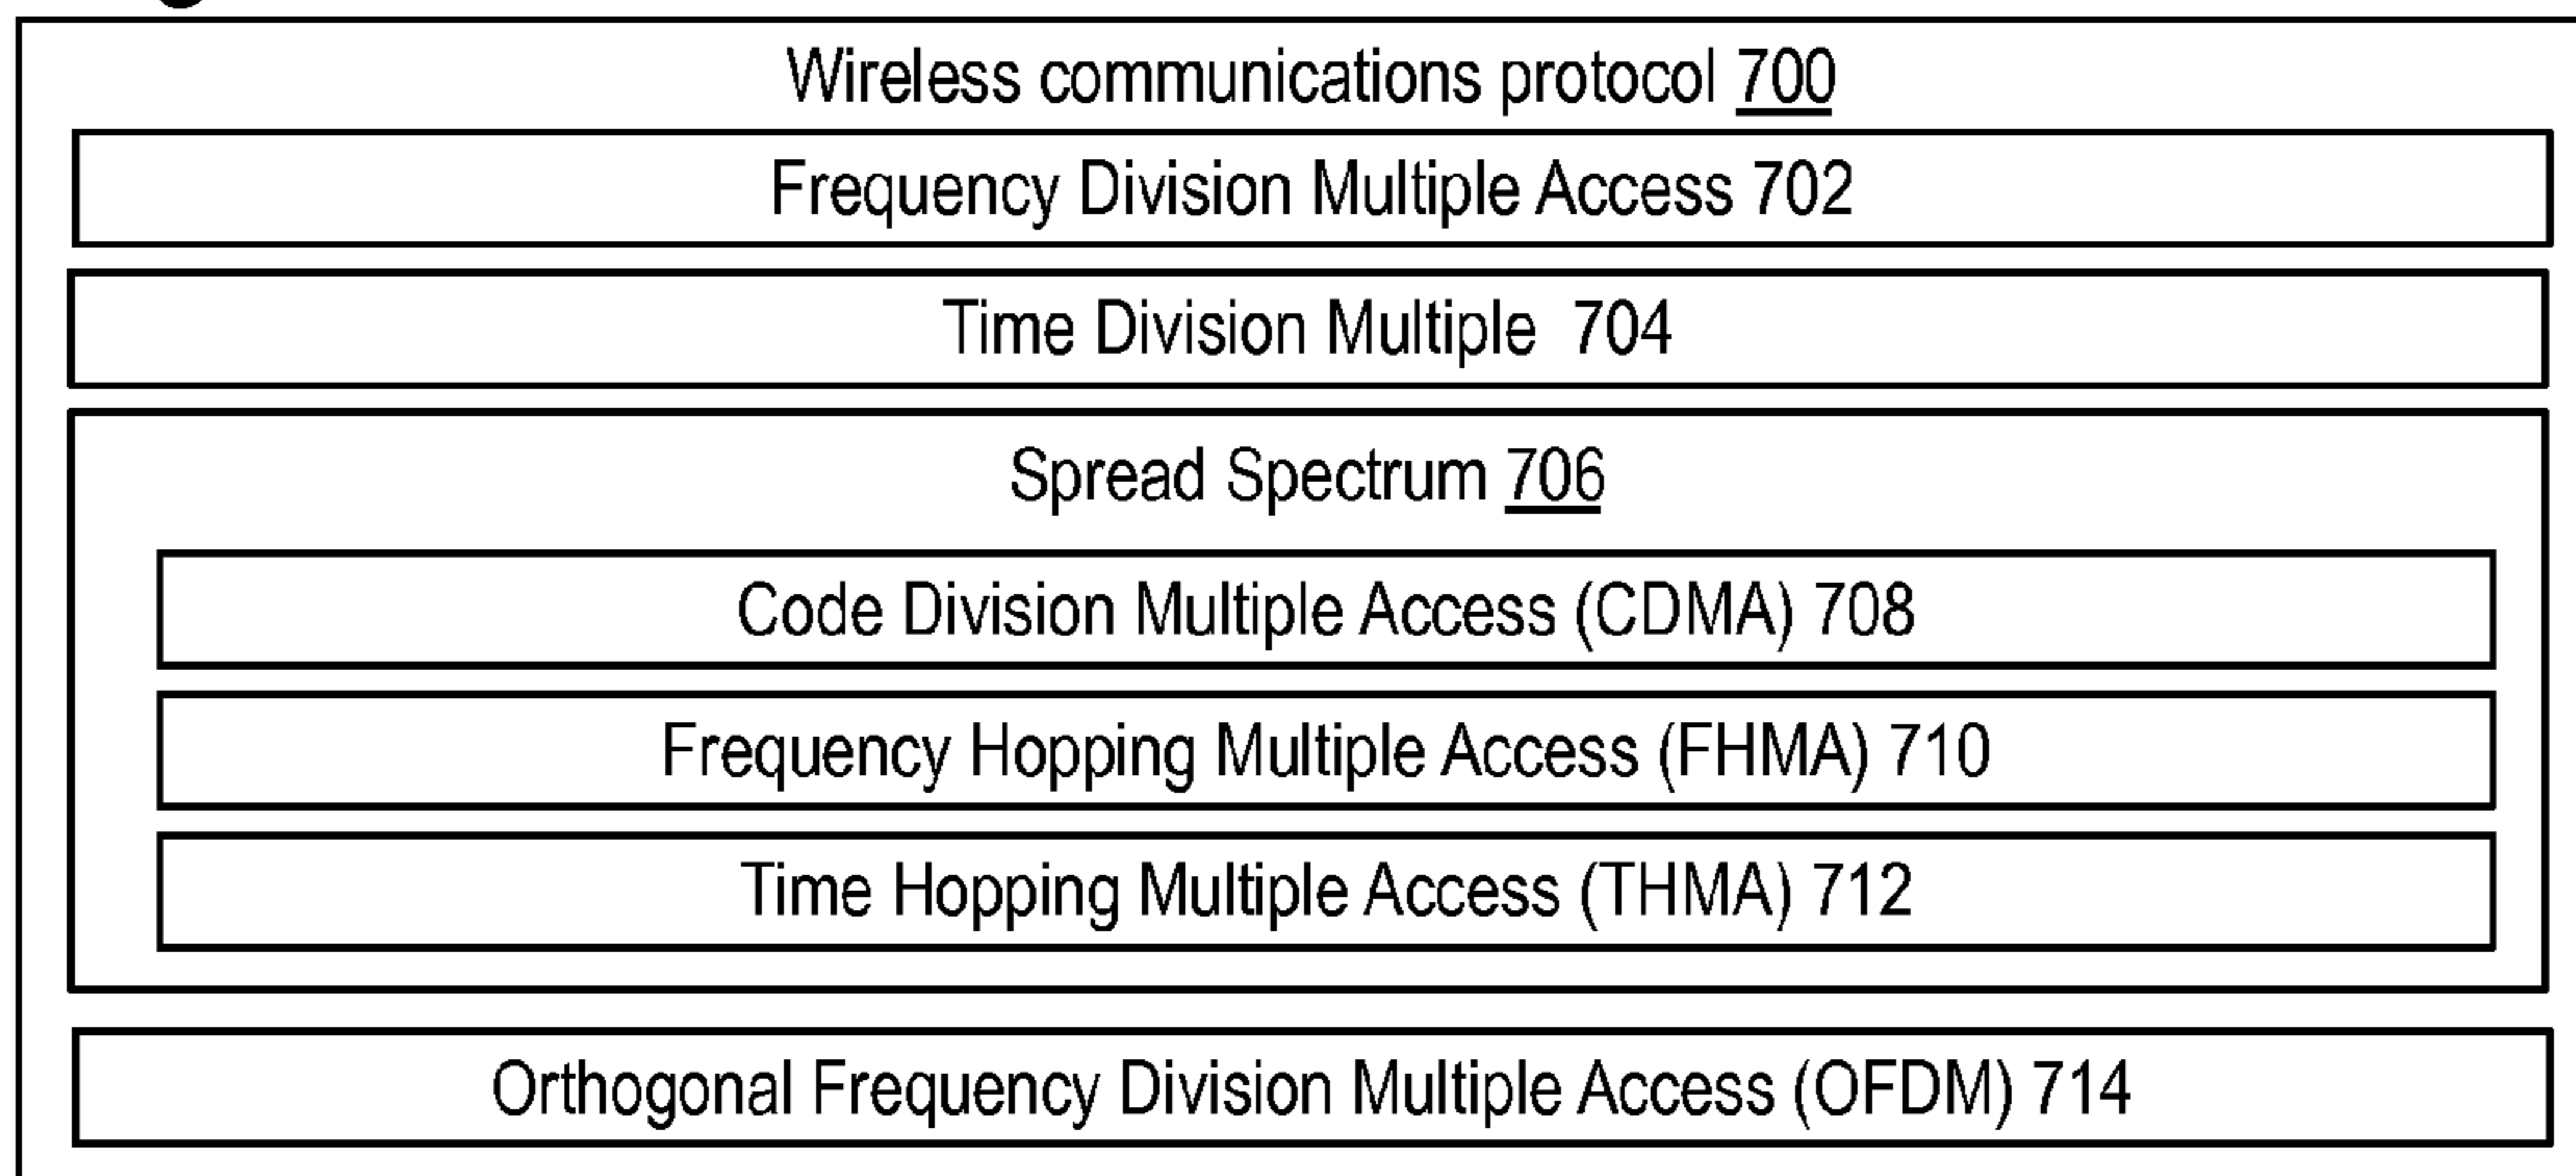 Wireless communications protocol 700
Frequency Division Multiple Access 702
Time Division Multiple 704
Spread Spectrum 706
Code Division Multiple Access (CDMA) 708
Frequency Hopping Multiple Access (FHMA) 710
Time Hopping Multiple Access (THMA) 712
Orthogonal Frequency Division Multiple Access (OFDM) 714